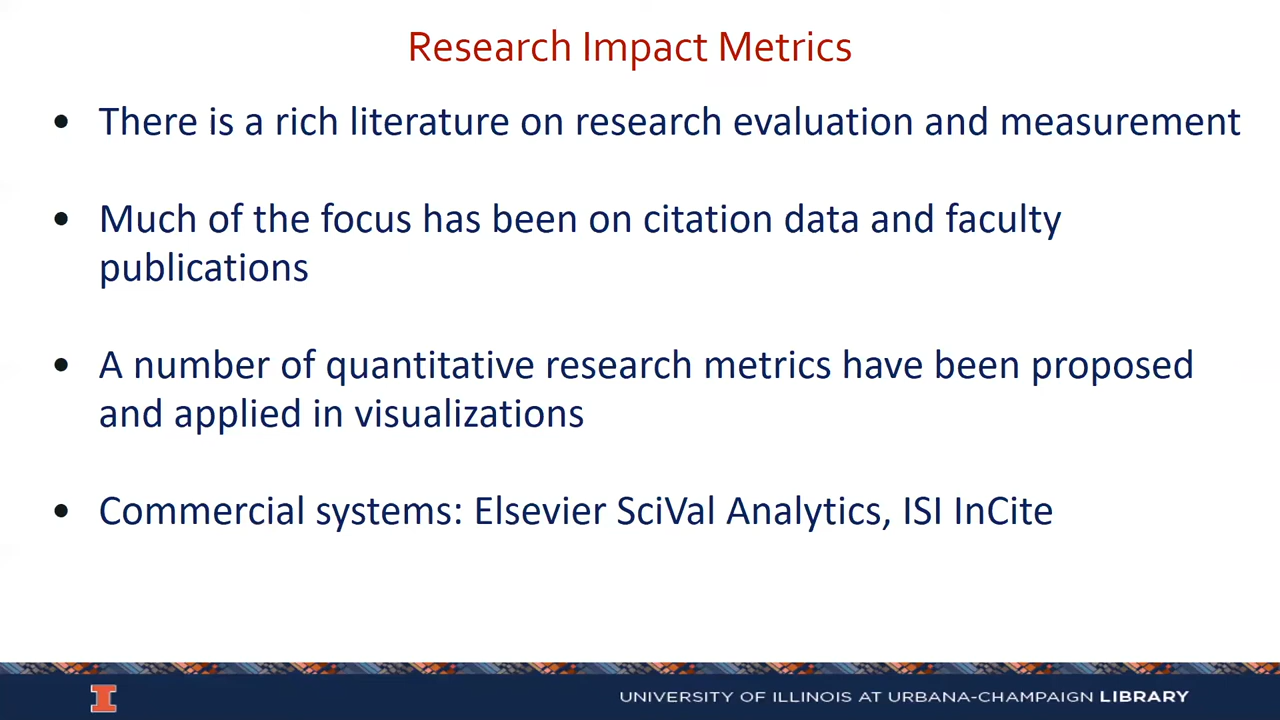 Research Impact Metrics
• There is a rich literature on research evaluation and measurement
• Much of the focus has been on citation data and faculty
publications
• A number of quantitative research metrics have been proposed
and applied in visualizations
• Commercial systems: Elsevier SciVal Analytics, ISI InCite
I
UNIVERSITY OF ILLINOIS AT URBANA-CHAMPAIGN LIBRARY